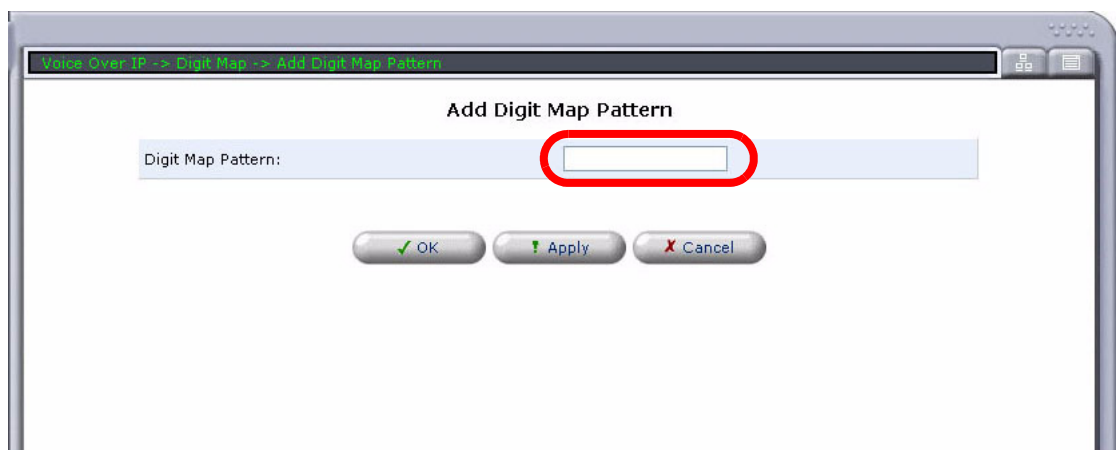 Voice Over IP -> Digit Map -> Add Digit Map Pattern
Add Digit Map Pattern
Digit Map Pattern:
OK Apply Cancel